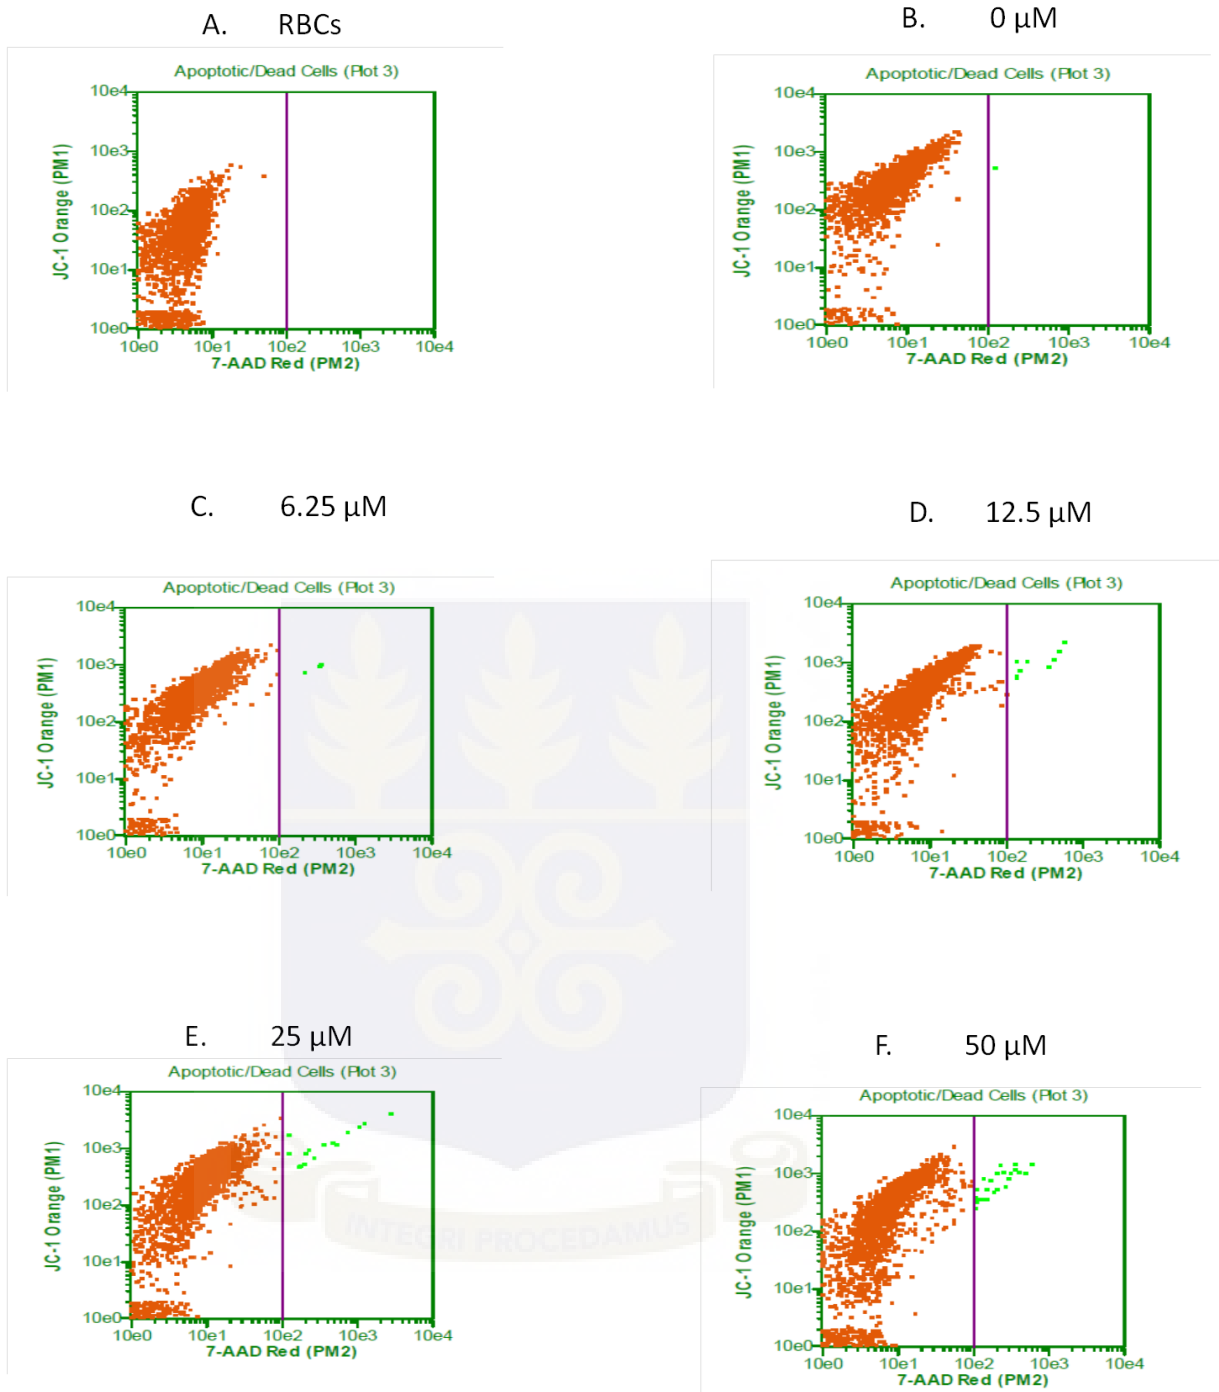 A. RBCs
Apoptotic/Dead Cells (Plot 3)
10e4
10e3
10e2
10e1
10e0
JC-1 Orange (PM1)
10e0 10e1 10e2 10e3 10e4
7-AAD Red (PM2)
B. 0 µM
Apoptotic/Dead Cells (Plot 3)
10e4
10e3
10e2
10e1
10e0
JC-1 Orange (PM1)
10e0 10e1 10e2 10e3 10e4
7-AAD Red (PM2)
C. 6.25 µM
Apoptotic/Dead Cells (Plot 3)
10e4
10e3
10e2
10e1
10e0
JC-1 Orange (PM1)
10e0 10e1 10e2 10e3 10e4
7-AAD Red (PM2)
D. 12.5 µM
Apoptotic/Dead Cells (Plot 3)
10e4
10e3
10e2
10e1
10e0
JC-1 Orange (PM1)
10e0 10e1 10e2 10e3 10e4
7-AAD Red (PM2)
E. 25 µM
Apoptotic/Dead Cells (Plot 3)
10e4
10e3
10e2
10e1
10e0
JC-1 Orange (PM1)
10e0 10e1 10e2 10e3 10e4
7-AAD Red (PM2)
F. 50 µM
Apoptotic/Dead Cells (Plot 3)
10e4
10e3
10e2
10e1
10e0
JC-1 Orange (PM1)
10e0 10e1 10e2 10e3 10e4
7-AAD Red (PM2)
INTEGRI PROCEDAMUS